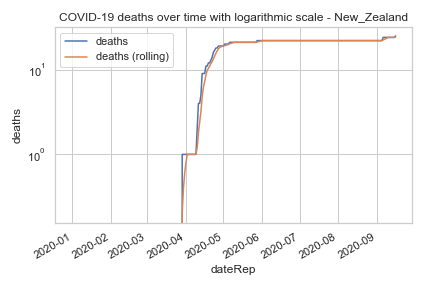 COVID-19 deaths over time with logarithmic scale - New_Zealand
deaths
deaths (rolling)
10¹
10⁰
deaths
2020-01
2020-02
2020-03
2020-04
2020-05
2020-06
2020-07
2020-08
2020-09
dateRep